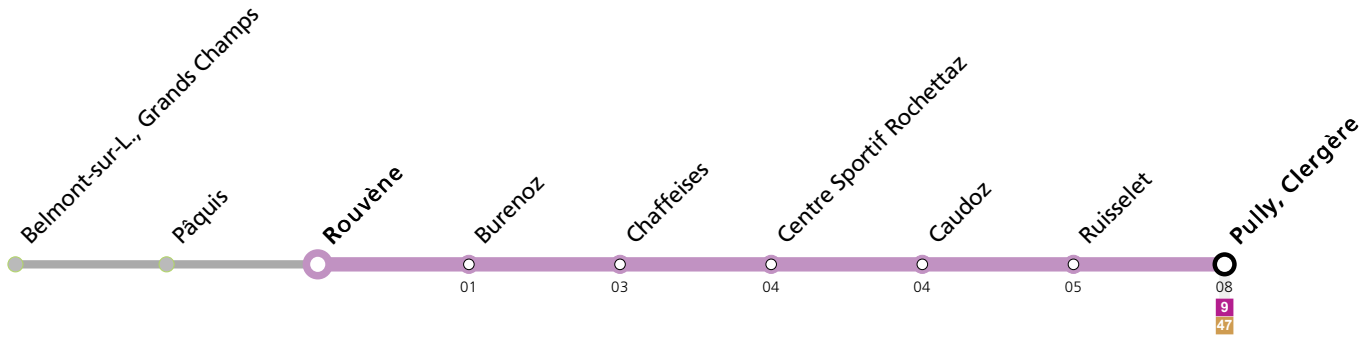 Belmont-sur-L., Grands Champs
Pâquis
Rouvène
Burenoz
Chaffeises
Centre Sportif Rochettaz
Caudoz
Ruisselet
Pully, Clergère
01
03
04
04
05
08
9
47